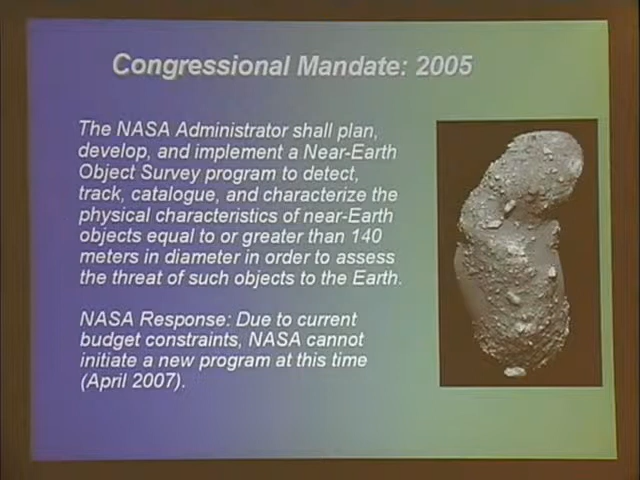 Congressional Mandate: 2005
The NASA Administrator shall plan,
develop, and implement a Near-Earth
Object Survey program to detect,
track, catalogue, and characterize the
physical characteristics of near-Earth
objects equal to or greater than 140
meters in diameter in order to assess
the threat of such objects to the Earth.
NASA Response: Due to current
budget constraints, NASA cannot
initiate a new program at this time
(April 2007).